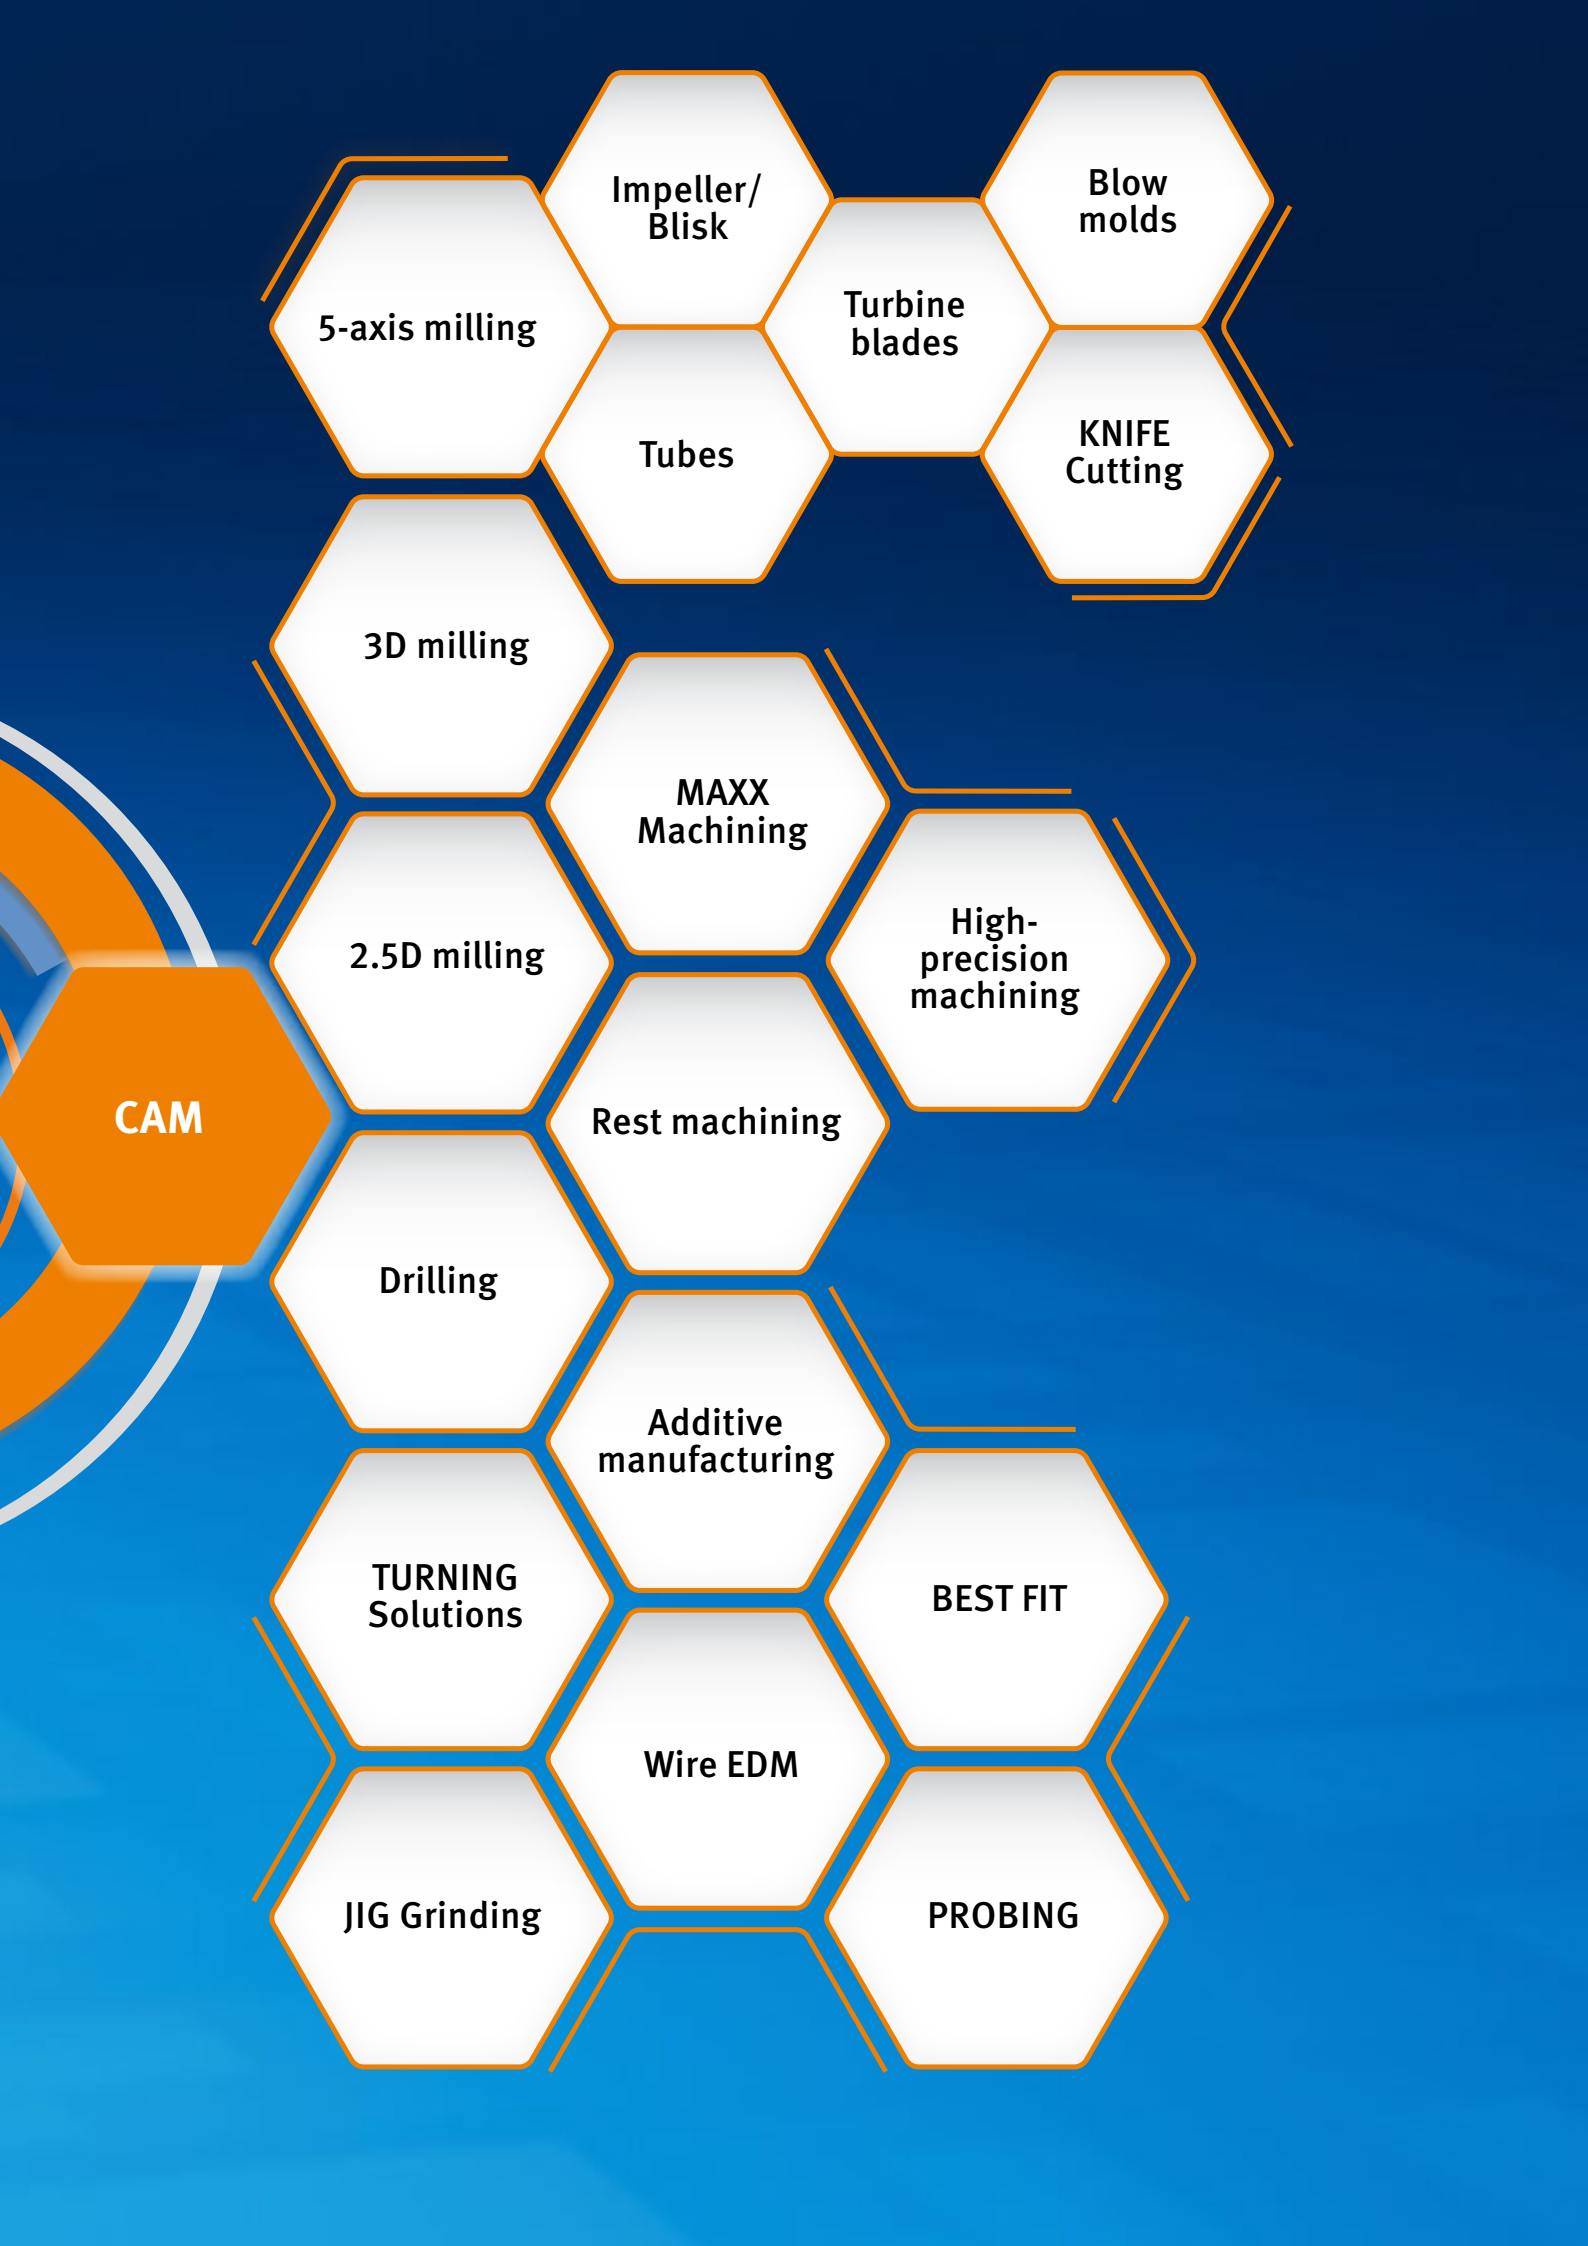 Impeller/
Blisk
Blow
molds
5-axis milling
Turbine
blades
Tubes
KNIFE
Cutting
3D milling
MAXX
Machining
2.5D milling
High-
precision
machining
CAM
Rest machining
Drilling
Additive
manufacturing
TURNING
Solutions
BEST FIT
Wire EDM
JIG Grinding
PROBING